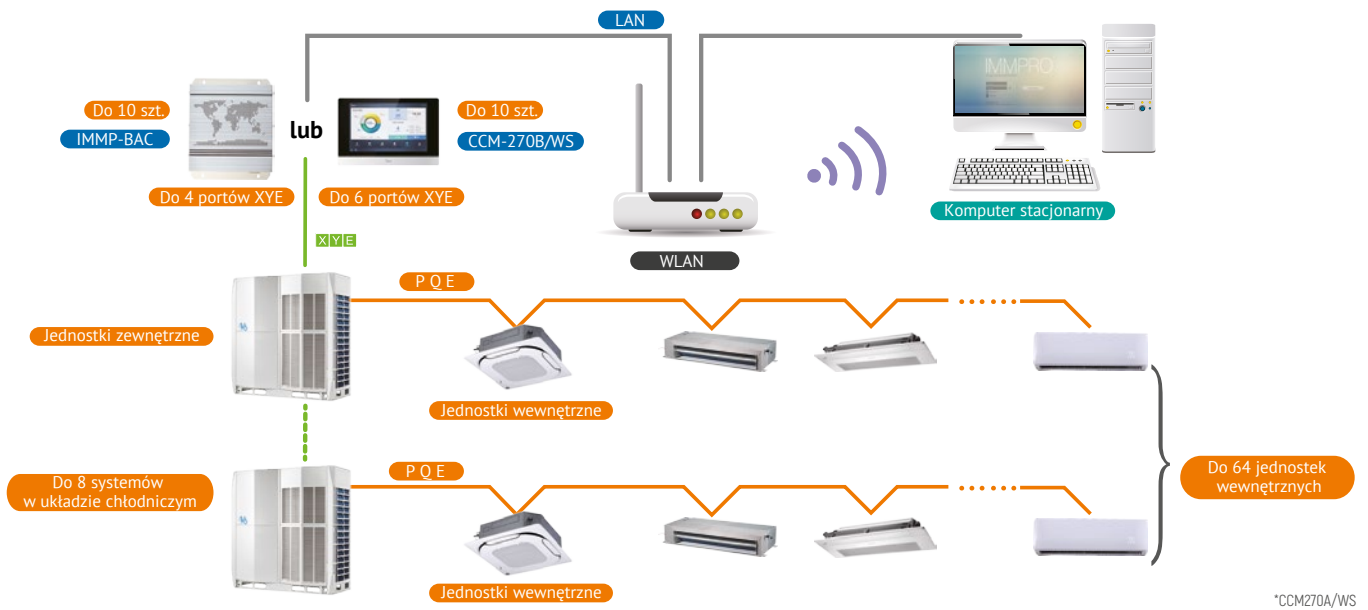 LAN
IMMPRO
Do 10 szt.
IMMP-BAC
lub
Do 10 szt.
CCM-270B/WS
Do 4 portów XYE
Do 6 portów XYE
Komputer stacjonarny
X Y E
WLAN
P Q E
Jednostki zewnętrzne
Jednostki wewnętrzne
P Q E
Do 8 systemów
w układzie chłodniczym
Do 64 jednostek
wewnętrznych
Jednostki wewnętrzne
*CCM270A/WS